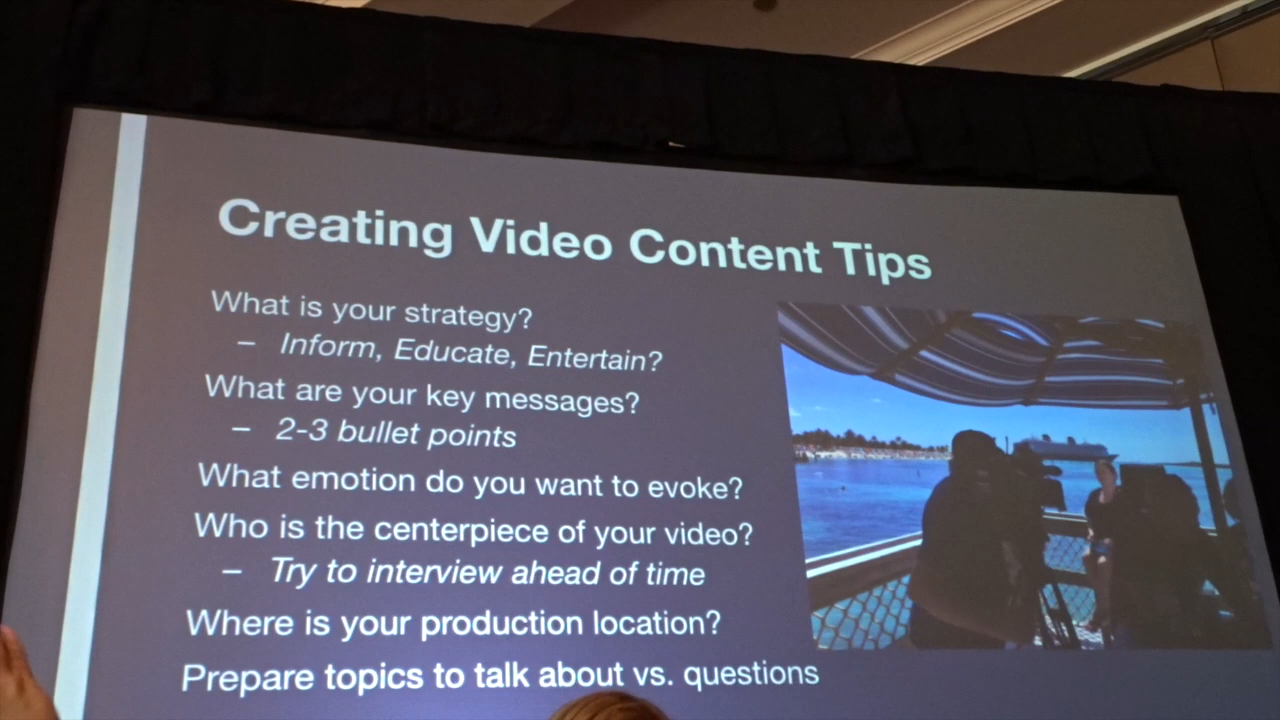 Creating Video Content Tips
What is your strategy?
– Inform, Educate, Entertain?
What are your key messages?
– 2-3 bullet points
What emotion do you want to evoke?
Who is the centerpiece of your video?
– Try to interview ahead of time
Where is your production location?
Prepare topics to talk about vs. questions